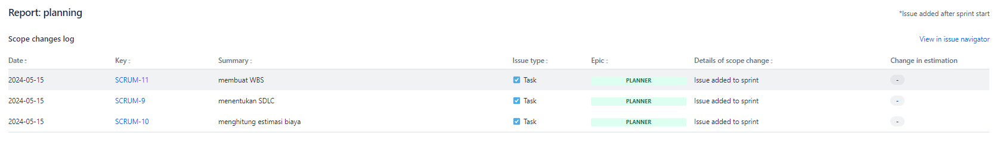 Report: planning
*Issue added after sprint start
Scope changes log
View in issue navigator
Date Key Summary Issue type Epic Details of scope change Change in estimation
2024-05-15 SCRUM-11 membuat WBS Task PLANNER Issue added to sprint -
2024-05-15 SCRUM-9 menentukan SDLC Task PLANNER Issue added to sprint -
2024-05-15 SCRUM-10 menghitung estimasi biaya Task PLANNER Issue added to sprint -